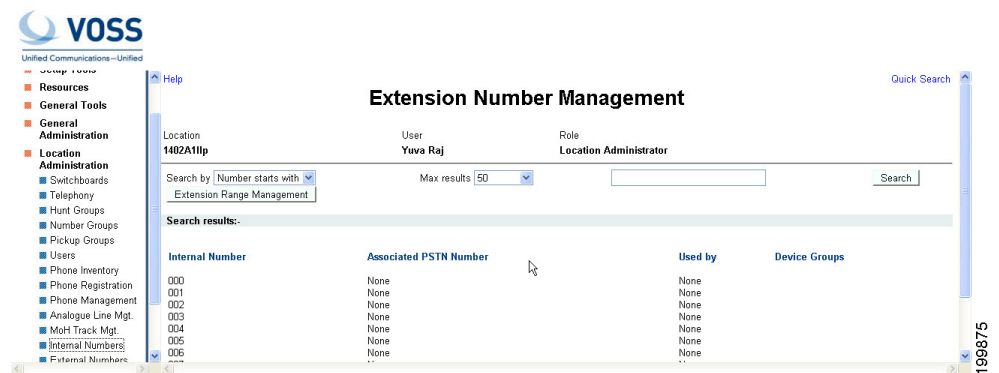 VOSS
Unified Communications—Unified
Setup Tools
Resources
General Tools
General
Administration
Location
Administration
Switchboards
Telephony
Hunt Groups
Number Groups
Pickup Groups
Users
Phone Inventory
Phone Registration
Phone Management
Analogue Line Mgt.
MoH Track Mgt.
Internal Numbers
External Numbers
Help
Quick Search
Extension Number Management
Location User Role
1402A1llp Yuva Raj Location Administrator
Search by Number starts with Max results 50 Search
Extension Range Management
Search results:-
Internal Number Associated PSTN Number Used by Device Groups
000 None None
001 None None
002 None None
003 None None
004 None None
005 None None
006 None None
199875